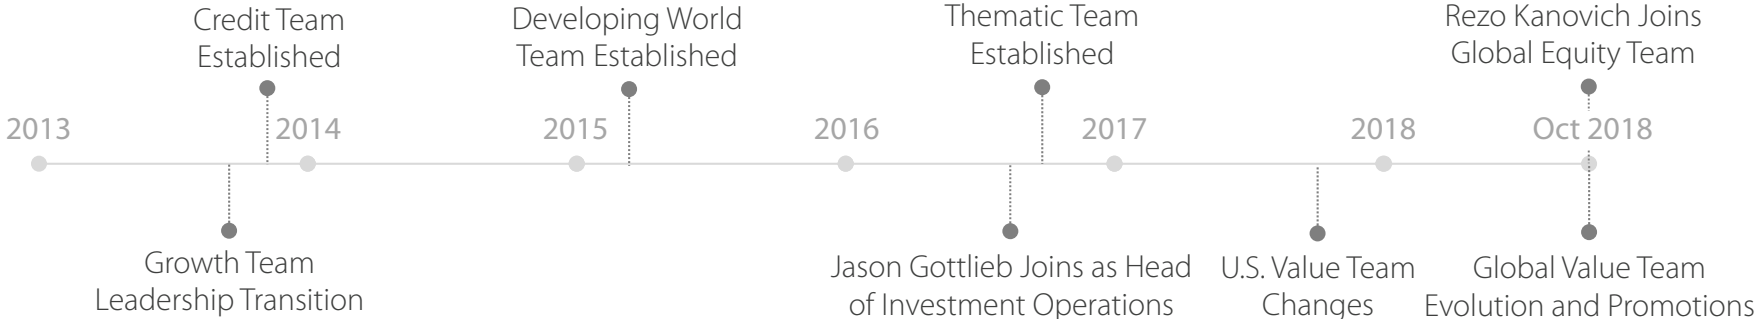 Credit Team
Established
Developing World
Team Established
Thematic Team
Established
Rezo Kanovich Joins
Global Equity Team
2013
2014
2015
2016
2017
2018
Oct 2018
Growth Team
Leadership Transition
Jason Gottlieb Joins as Head
of Investment Operations
U.S. Value Team
Changes
Global Value Team
Evolution and Promotions